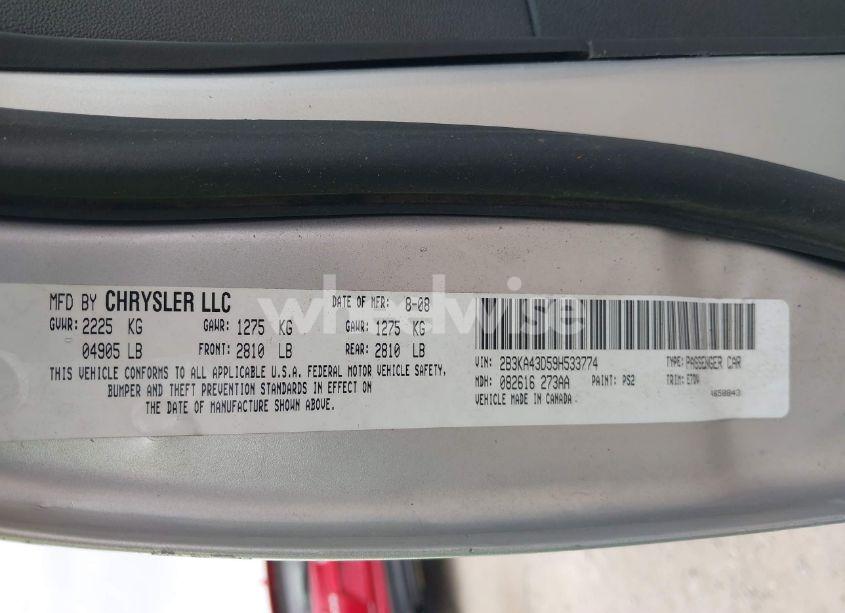 MFD BY CHRYSLER LLC
DATE OF MFR: 8-08
GVWR: 2225 KG GAWR: 1275 KG GAWR: 1275 KG
04905 LB FRONT: 2810 LB REAR: 2810 LB
THIS VEHICLE CONFORMS TO ALL APPLICABLE U.S.A. FEDERAL MOTOR VEHICLE SAFETY,
BUMPER AND THEFT PREVENTION STANDARDS IN EFFECT ON
THE DATE OF MANUFACTURE SHOWN ABOVE.
VIN: 2B3KA43D59H533774 TYPE: PASSENGER CAR
MDH: 082616 273AA PAINT: PS2 TRIM:
VEHICLE MADE IN CANADA
wheelwise